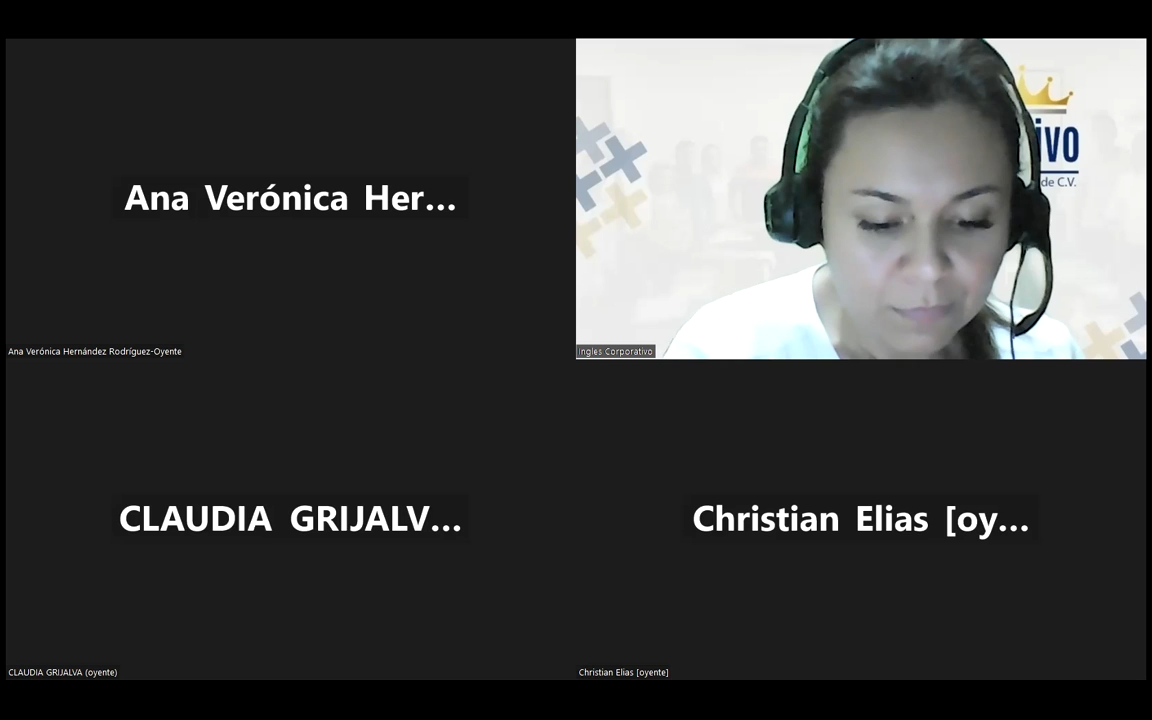 Ana Verónica Her...
Ana Verónica Hernández Rodríguez-Oyente
ivo
de C.V.
Ingles Corporativo
CLAUDIA GRIJALV...
CLAUDIA GRIJALVA (oyente)
Christian Elias [oy...
Christian Elias [oyente]